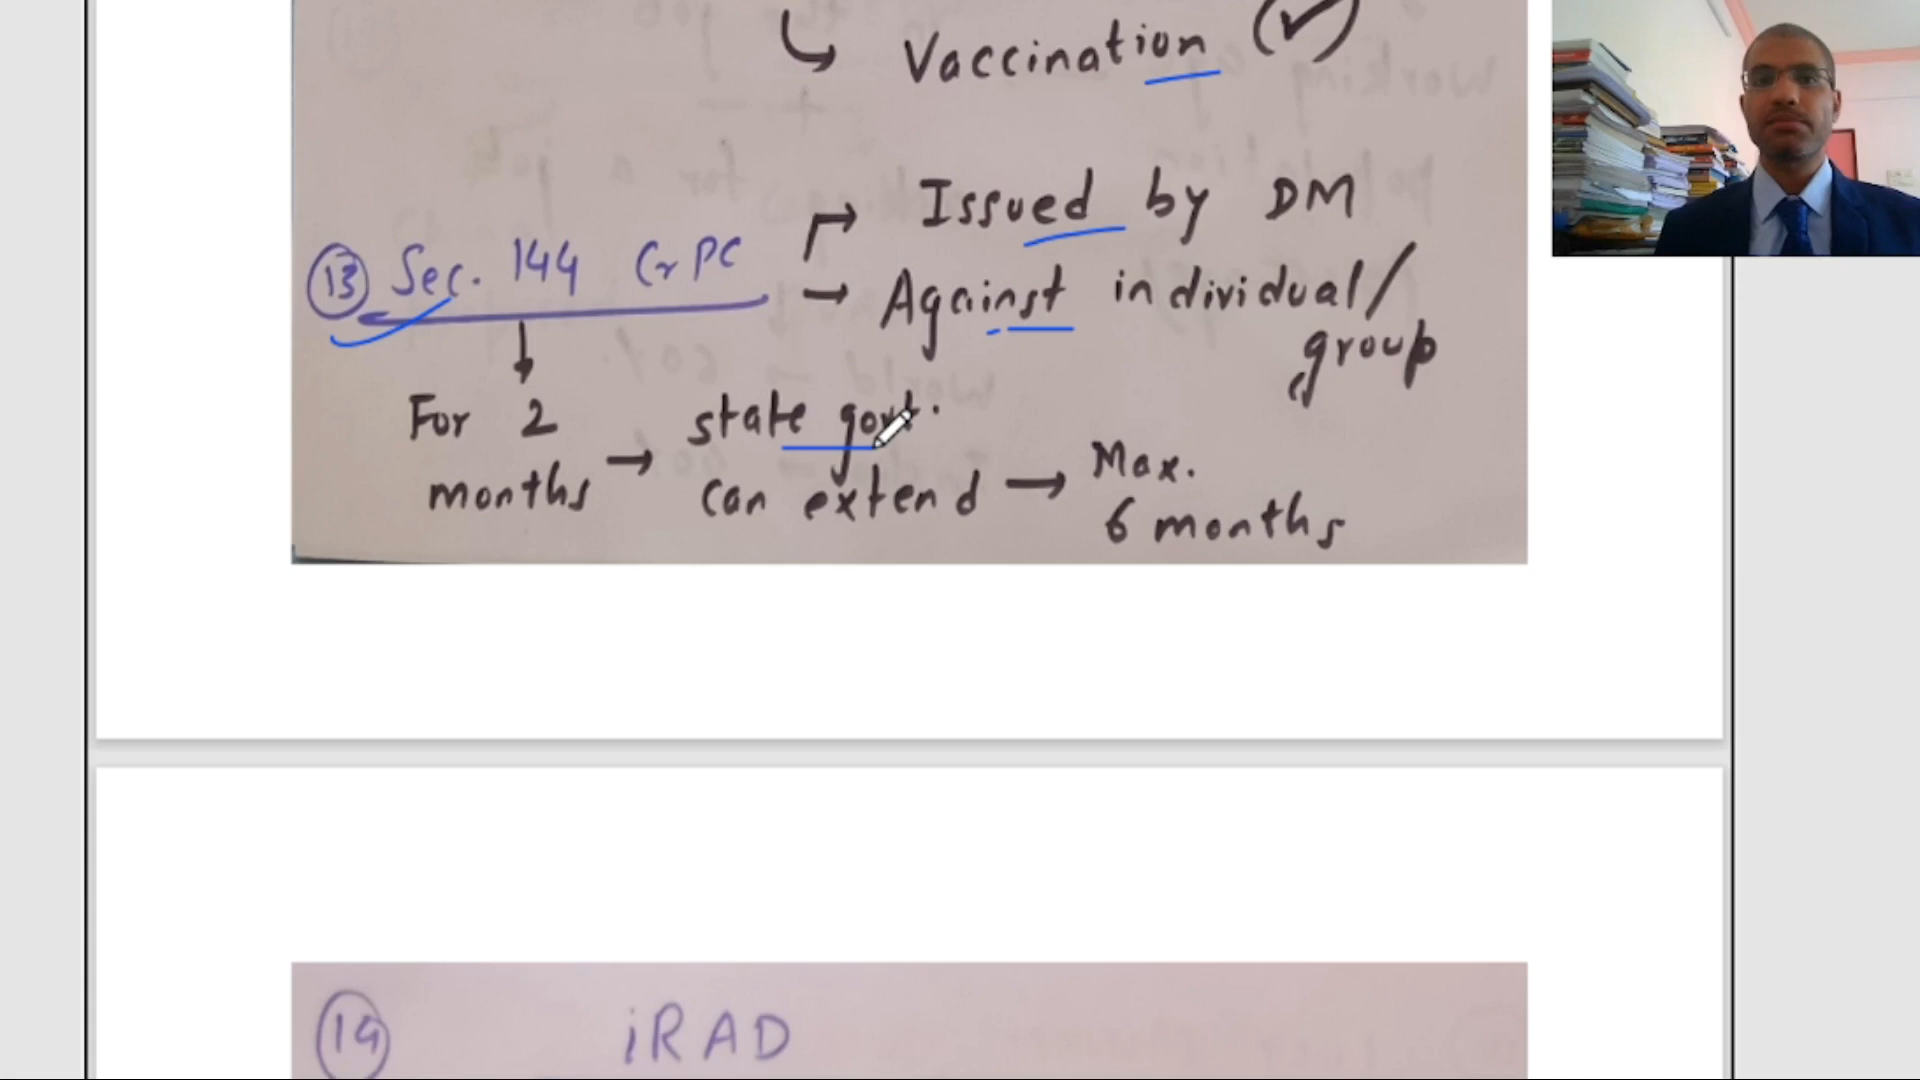 ↳ Vaccination (✓)
⑬ Sec. 144 CrPC
→ Issued by DM
→ Against individual/
group
For 2
months
→ state govt.
can extend
→ Max.
6 months
⑭ iRAD